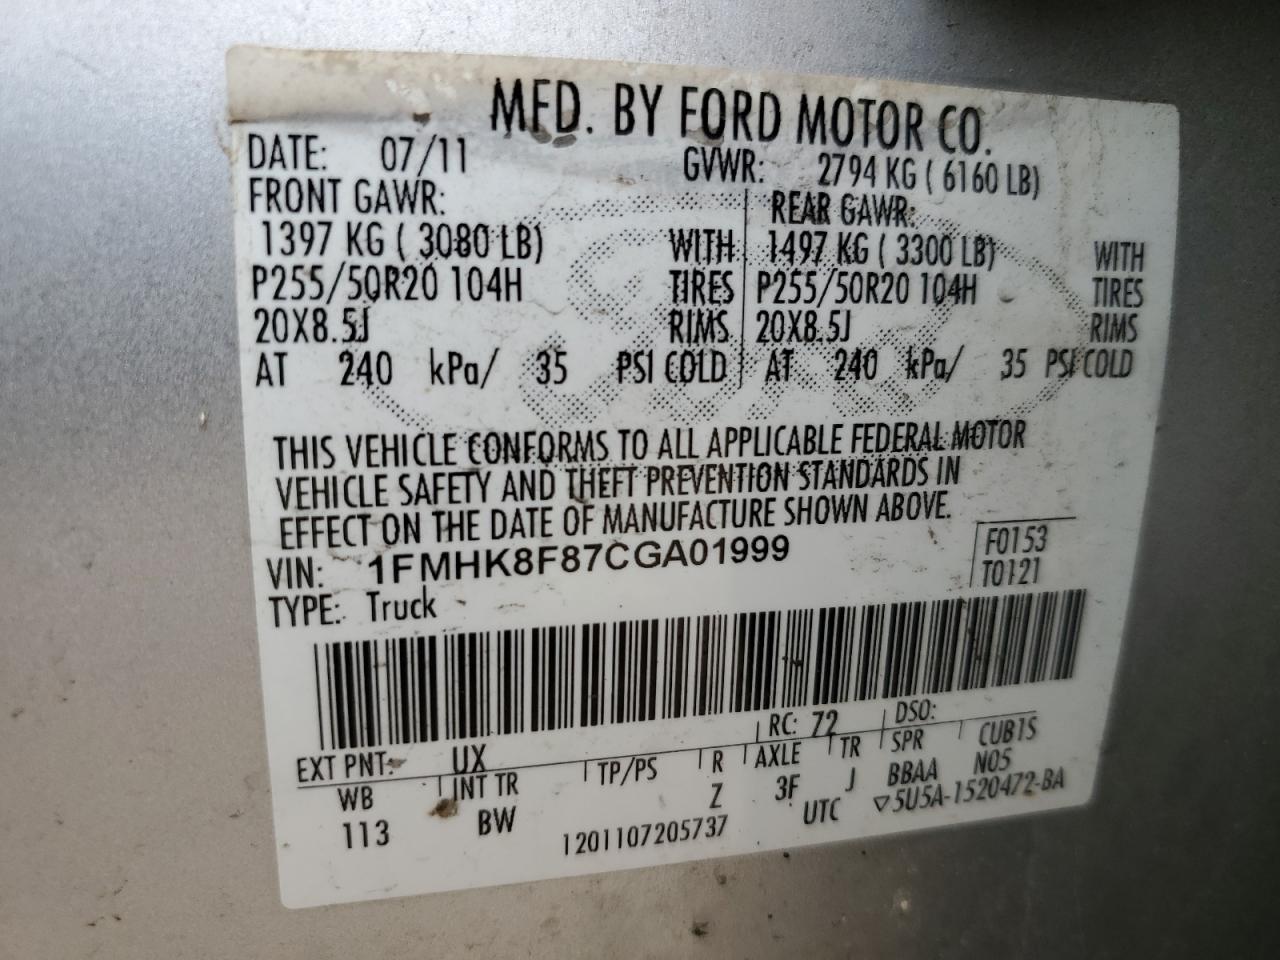 MFD. BY FORD MOTOR CO.
DATE: 07/11 GVWR: 2794 KG ( 6160 LB)
FRONT GAWR: REAR GAWR:
1397 KG ( 3080 LB) WITH 1497 KG ( 3300 LB) WITH
P255/50R20 104H TIRES P255/50R20 104H TIRES
20X8.5J RIMS 20X8.5J RIMS
AT 240 kPa/ 35 PSI COLD AT 240 kPa/ 35 PSI COLD
THIS VEHICLE CONFORMS TO ALL APPLICABLE FEDERAL MOTOR
VEHICLE SAFETY AND THEFT PREVENTION STANDARDS IN
EFFECT ON THE DATE OF MANUFACTURE SHOWN ABOVE.
VIN: 1FMHK8F87CGA01999 F0153
TYPE: Truck T0121
RC: 72 DSO:
EXT PNT: UX
WB INT TR TP/PS R AXLE TR SPR CUB1S
113 BW Z 3F J BBAA N05
1201107205737 UTC ▽5U5A-1520472-BA